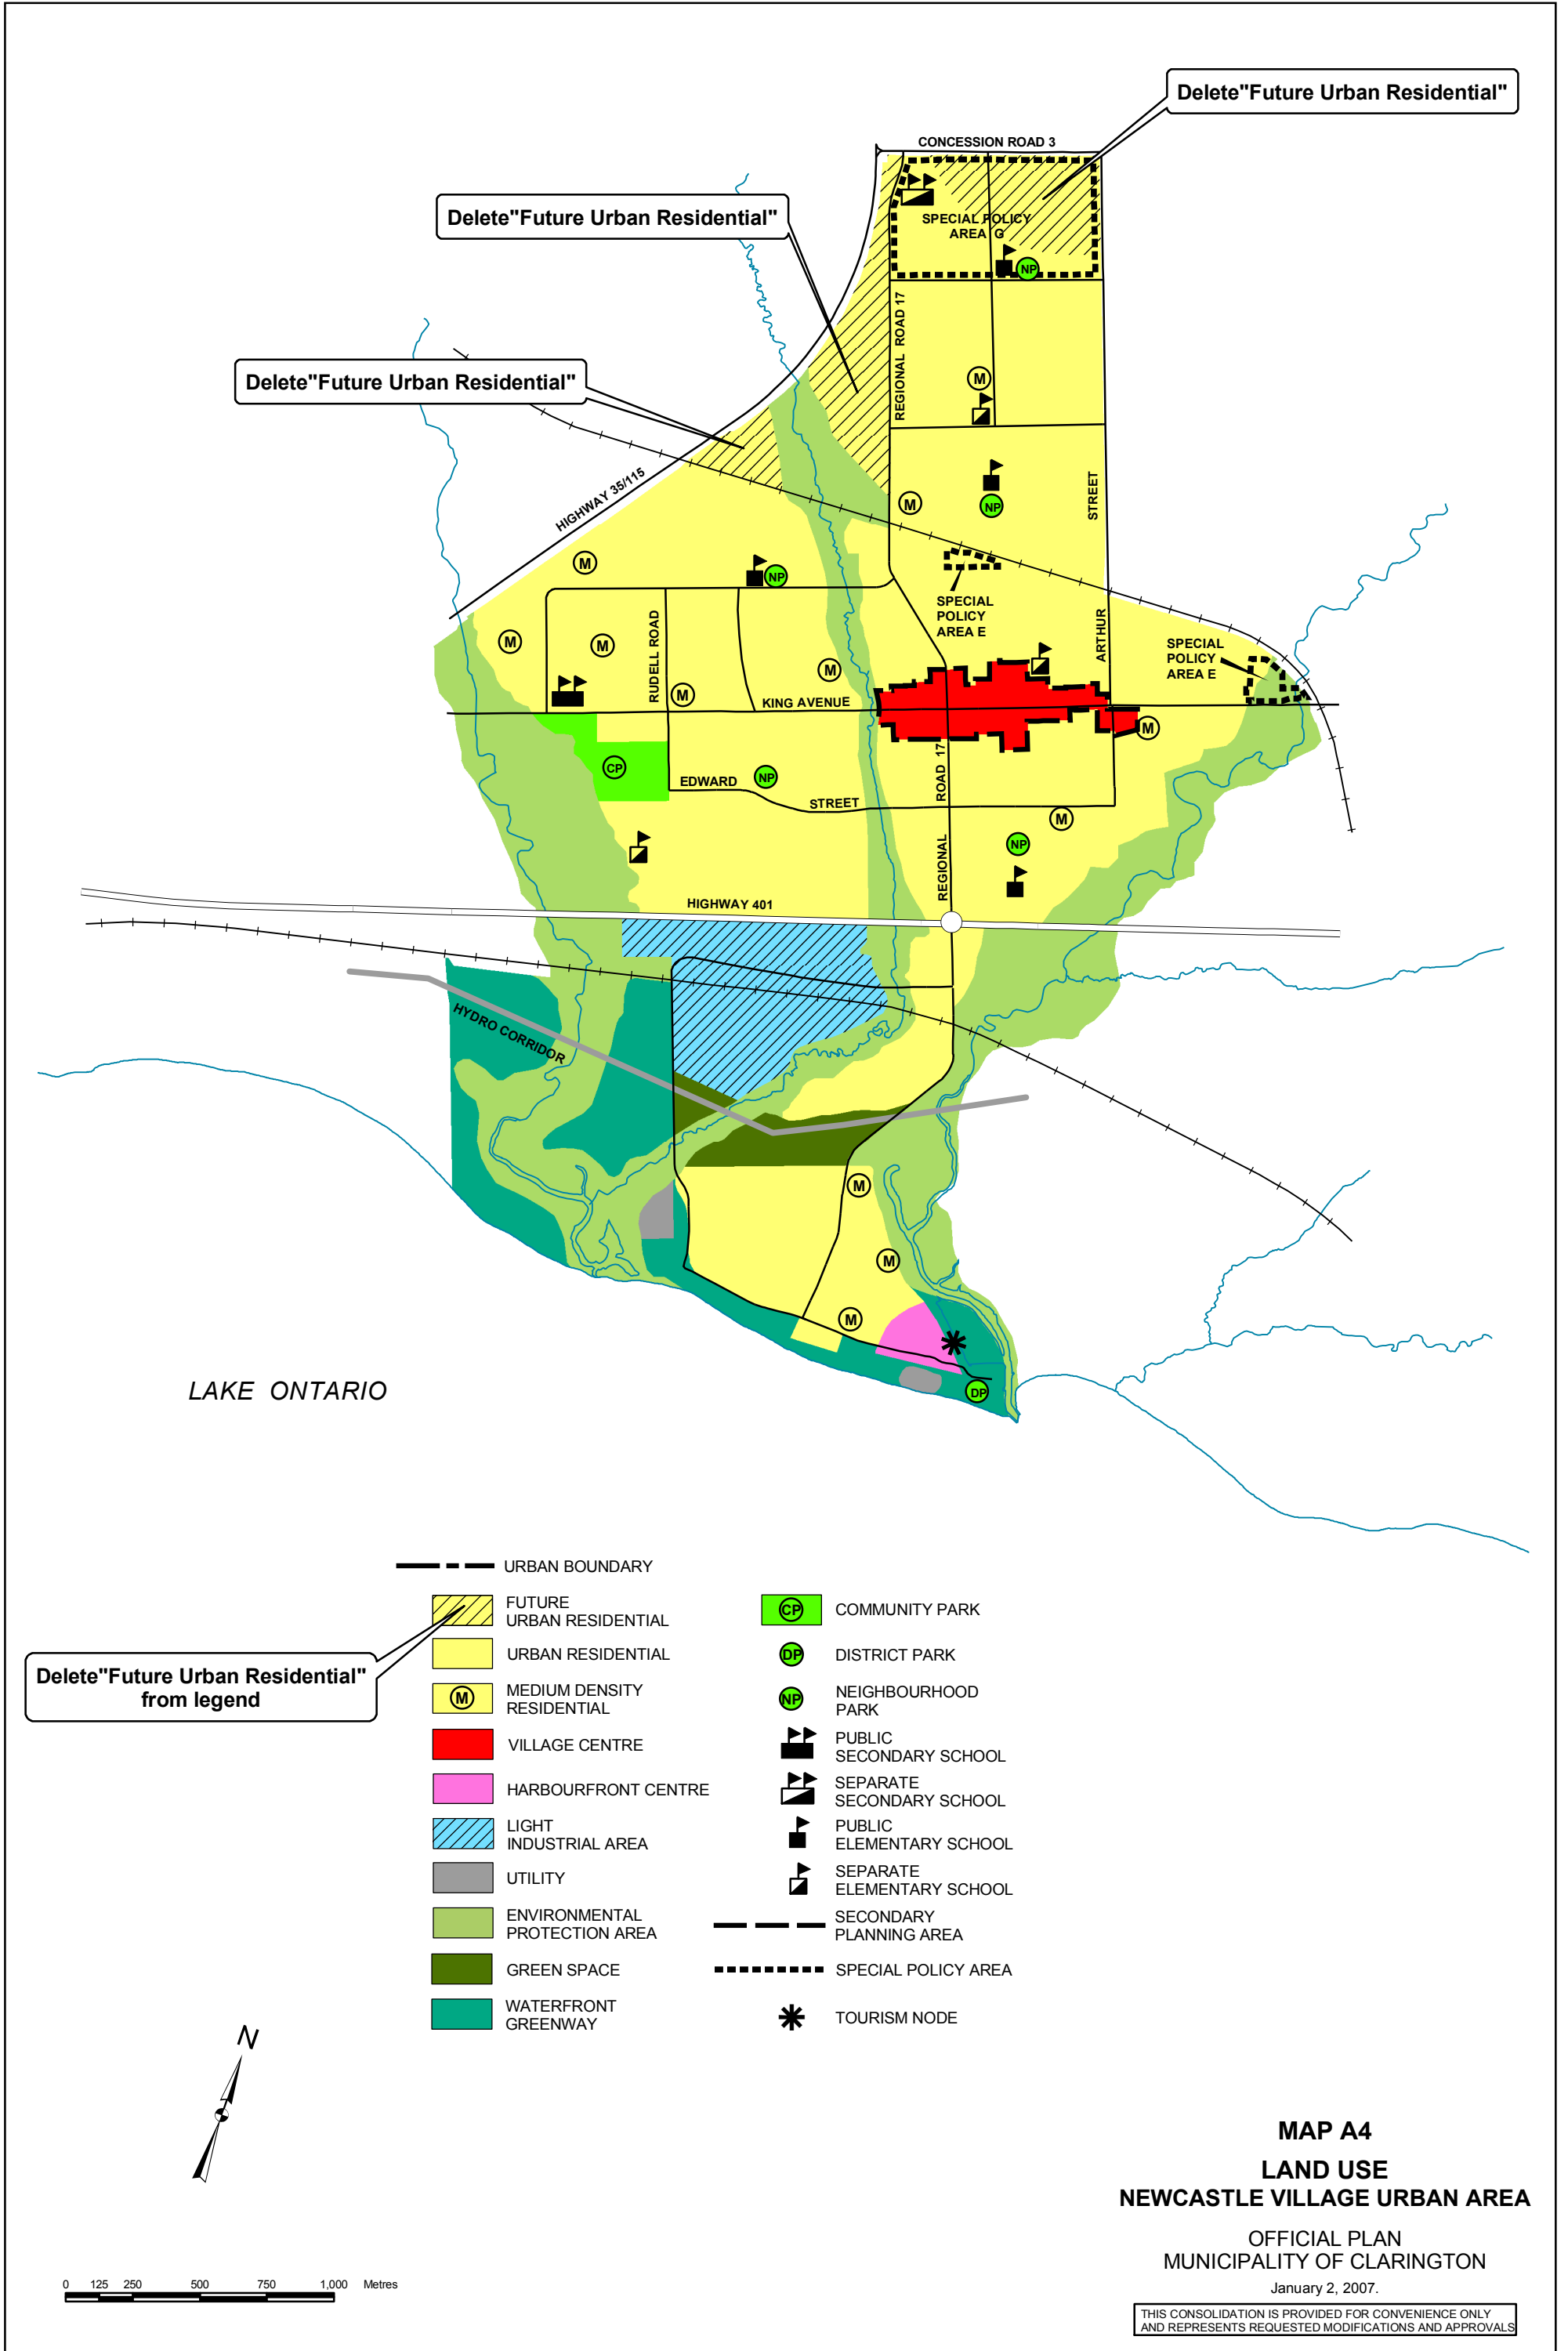 Delete"Future Urban Residential"
CONCESSION ROAD 3
Delete"Future Urban Residential"
SPECIAL POLICY
AREA G
NP
REGIONAL ROAD 17
Delete"Future Urban Residential"
M
HIGHWAY 35/115
M
NP
STREET
M
NP
SPECIAL
POLICY
AREA E
ARTHUR
SPECIAL
POLICY
AREA E
M
M
RUDELL ROAD
M
M
KING AVENUE
M
CP
EDWARD
NP
STREET
REGIONAL ROAD 17
M
NP
HIGHWAY 401
HYDRO CORRIDOR
M
M
M
DP
LAKE ONTARIO
URBAN BOUNDARY
FUTURE
URBAN RESIDENTIAL
URBAN RESIDENTIAL
Delete"Future Urban Residential"
from legend
M
MEDIUM DENSITY
RESIDENTIAL
VILLAGE CENTRE
HARBOURFRONT CENTRE
LIGHT
INDUSTRIAL AREA
UTILITY
ENVIRONMENTAL
PROTECTION AREA
GREEN SPACE
WATERFRONT
GREENWAY
CP
COMMUNITY PARK
DP
DISTRICT PARK
NP
NEIGHBOURHOOD
PARK
PUBLIC
SECONDARY SCHOOL
SEPARATE
SECONDARY SCHOOL
PUBLIC
ELEMENTARY SCHOOL
SEPARATE
ELEMENTARY SCHOOL
SECONDARY
PLANNING AREA
SPECIAL POLICY AREA
TOURISM NODE
N
MAP A4
LAND USE
NEWCASTLE VILLAGE URBAN AREA
OFFICIAL PLAN
MUNICIPALITY OF CLARINGTON
January 2, 2007.
THIS CONSOLIDATION IS PROVIDED FOR CONVENIENCE ONLY
AND REPRESENTS REQUESTED MODIFICATIONS AND APPROVALS
0 125 250 500 750 1,000 Metres